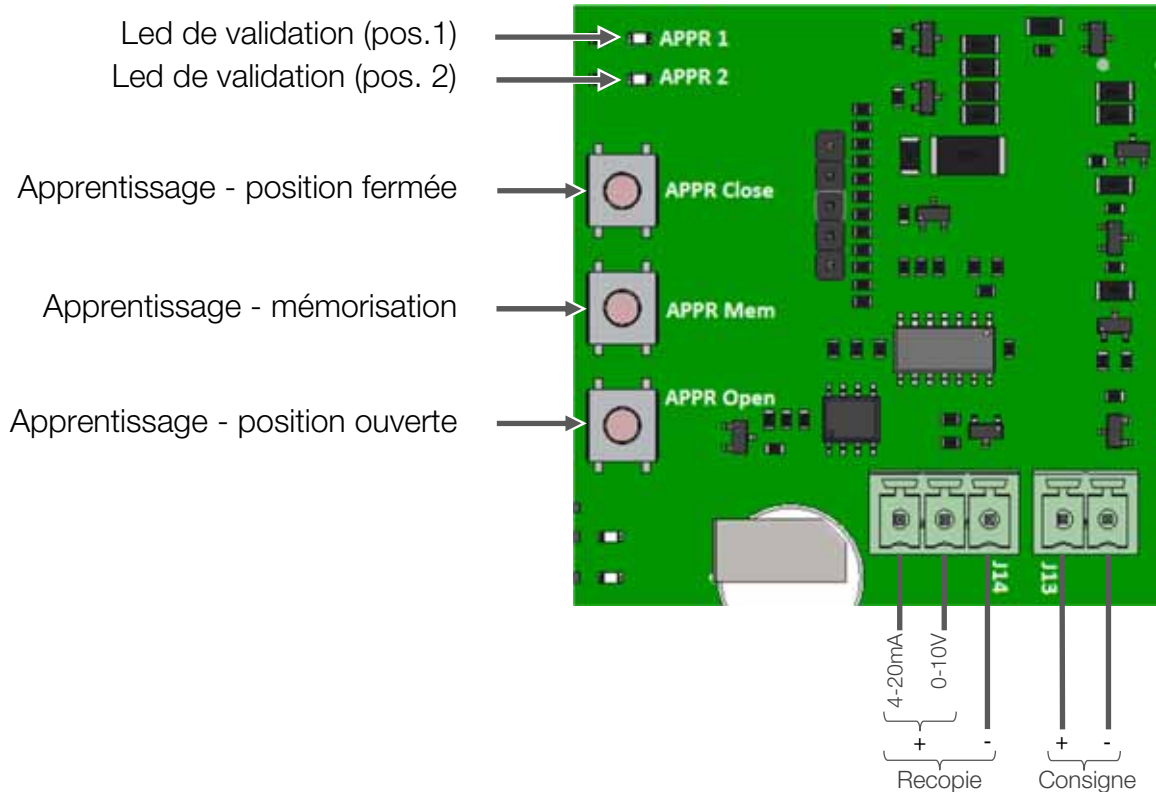 Led de validation (pos.1)
APPR 1
Led de validation (pos. 2)
APPR 2
Apprentissage - position fermée
APPR Close
Apprentissage - mémorisation
APPR Mem
Apprentissage - position ouverte
APPR Open
J14
J13
4-20mA
0-10V
+
-
+
-
Recopie
Consigne